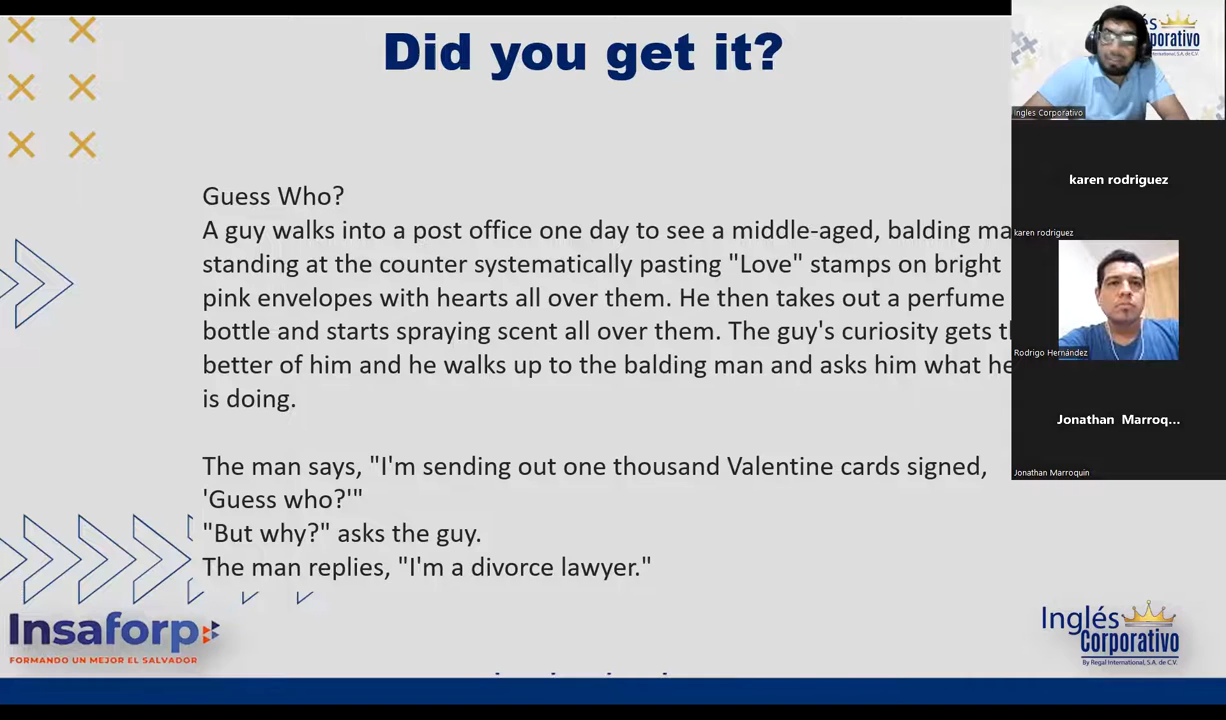 Did you get it?
Guess Who?
A guy walks into a post office one day to see a middle-aged, balding ma
standing at the counter systematically pasting "Love" stamps on bright
pink envelopes with hearts all over them. He then takes out a perfume
bottle and starts spraying scent all over them. The guy's curiosity gets t
better of him and he walks up to the balding man and asks him what he
is doing.
The man says, "I'm sending out one thousand Valentine cards signed,
'Guess who?'"
"But why?" asks the guy.
The man replies, "I'm a divorce lawyer."
Insaforp
FORMANDO UN MEJOR EL SALVADOR
Inglés
Corporativo
By Regal International, S.A. de C.V.
és
porativo
Ingles Corporativo
karen rodriguez
karen rodriguez
Rodrigo Hernández
Jonathan Marroq...
Jonathan Marroquin